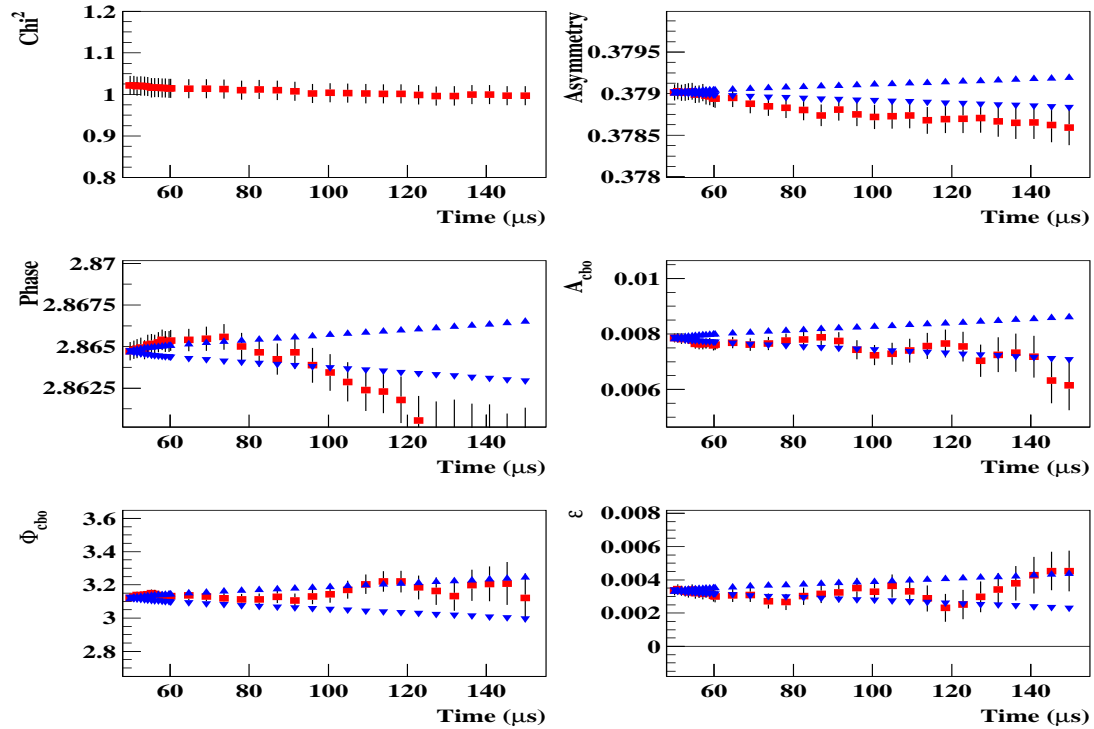 Chi²
1.2
1.1
1
0.9
0.8
60 80 100 120 140
Time (μs)
Asymmetry
0.3795
0.379
0.3785
0.378
60 80 100 120 140
Time (μs)
Phase
2.87
2.8675
2.865
2.8625
60 80 100 120 140
Time (μs)
A_cbo
0.01
0.008
0.006
60 80 100 120 140
Time (μs)
Φ_cbo
3.6
3.4
3.2
3
2.8
60 80 100 120 140
Time (μs)
ε
0.008
0.006
0.004
0.002
0
60 80 100 120 140
Time (μs)